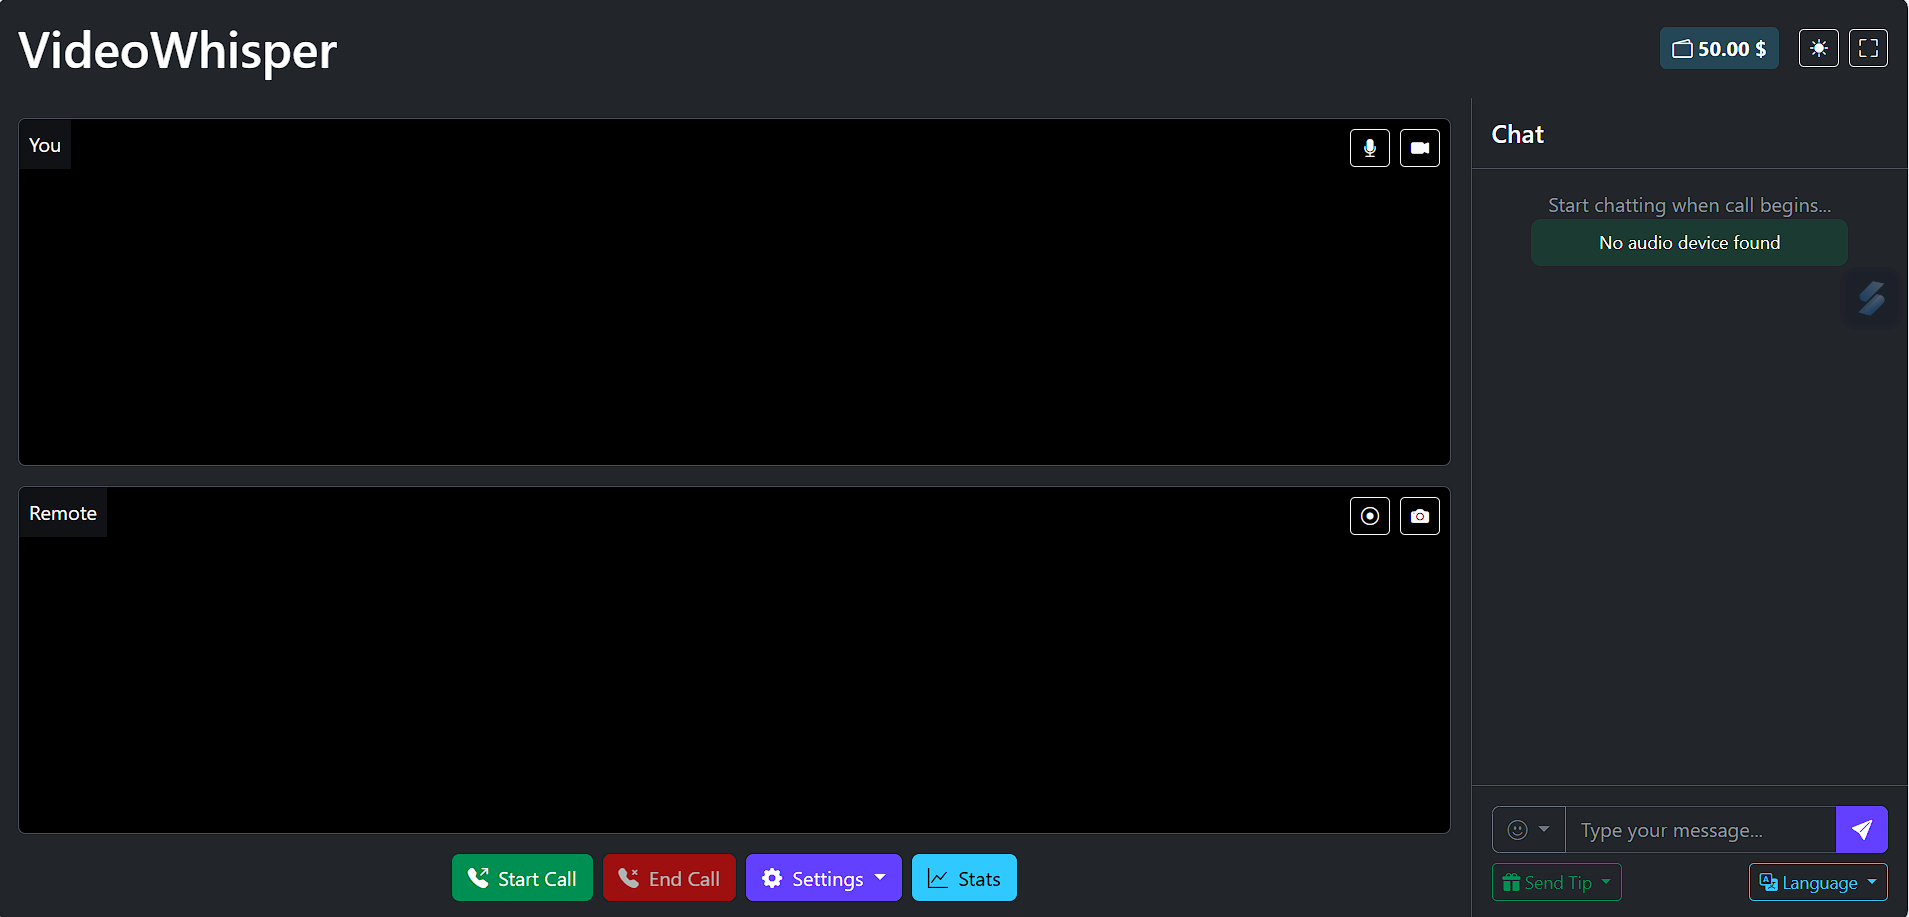 VideoWhisper
50.00 $
You
Chat
Start chatting when call begins...
No audio device found
Remote
Type your message...
Start Call
End Call
Settings
Stats
Send Tip
Language